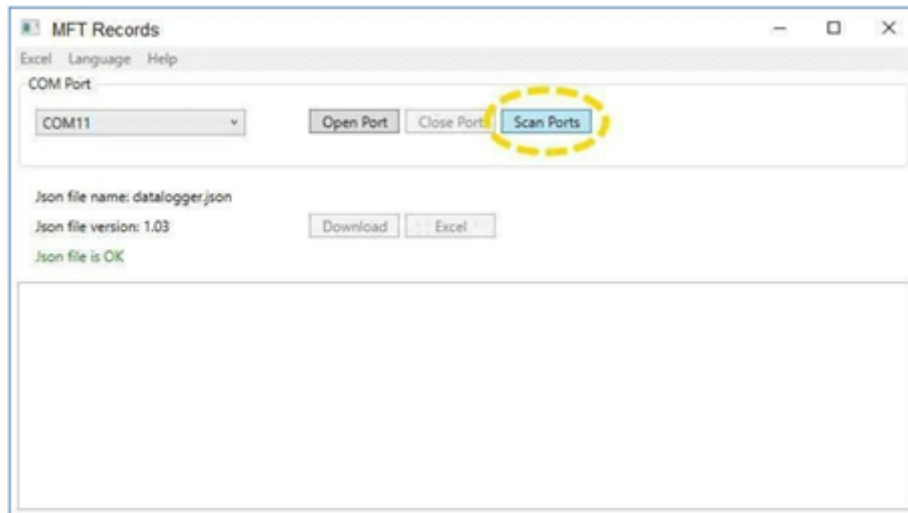 MFT Records
Excel Language Help
COM Port
COM11 Open Port Close Port Scan Ports
Json file name: datalogger.json
Json file version: 1.03 Download Excel
Json file is OK